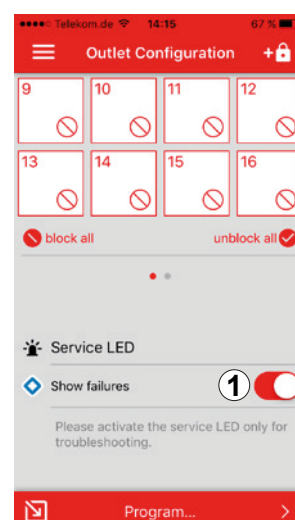 Telekom.de 14:15 67 %
Outlet Configuration +
9 10 11 12
13 14 15 16
block all unblock all
Service LED
Show failures 1
Please activate the service LED only for
troubleshooting.
Program... >